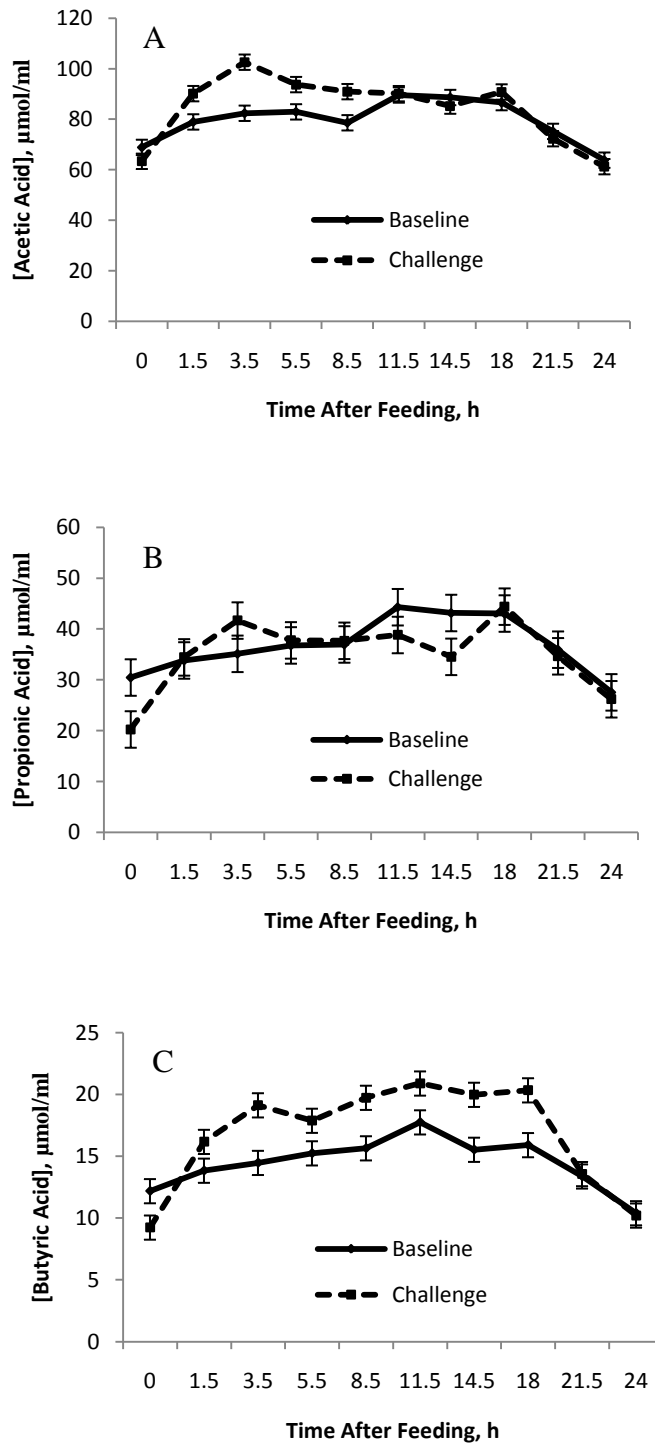 A
120
100
80
60
40
20
0
[Acetic Acid], µmol/ml
Baseline
Challenge
0 1.5 3.5 5.5 8.5 11.5 14.5 18 21.5 24
Time After Feeding, h
B
60
50
40
30
20
10
0
[Propionic Acid], µmol/ml
Baseline
Challenge
0 1.5 3.5 5.5 8.5 11.5 14.5 18 21.5 24
Time After Feeding, h
C
25
20
15
10
5
0
[Butyric Acid], µmol/ml
Baseline
Challenge
0 1.5 3.5 5.5 8.5 11.5 14.5 18 21.5 24
Time After Feeding, h